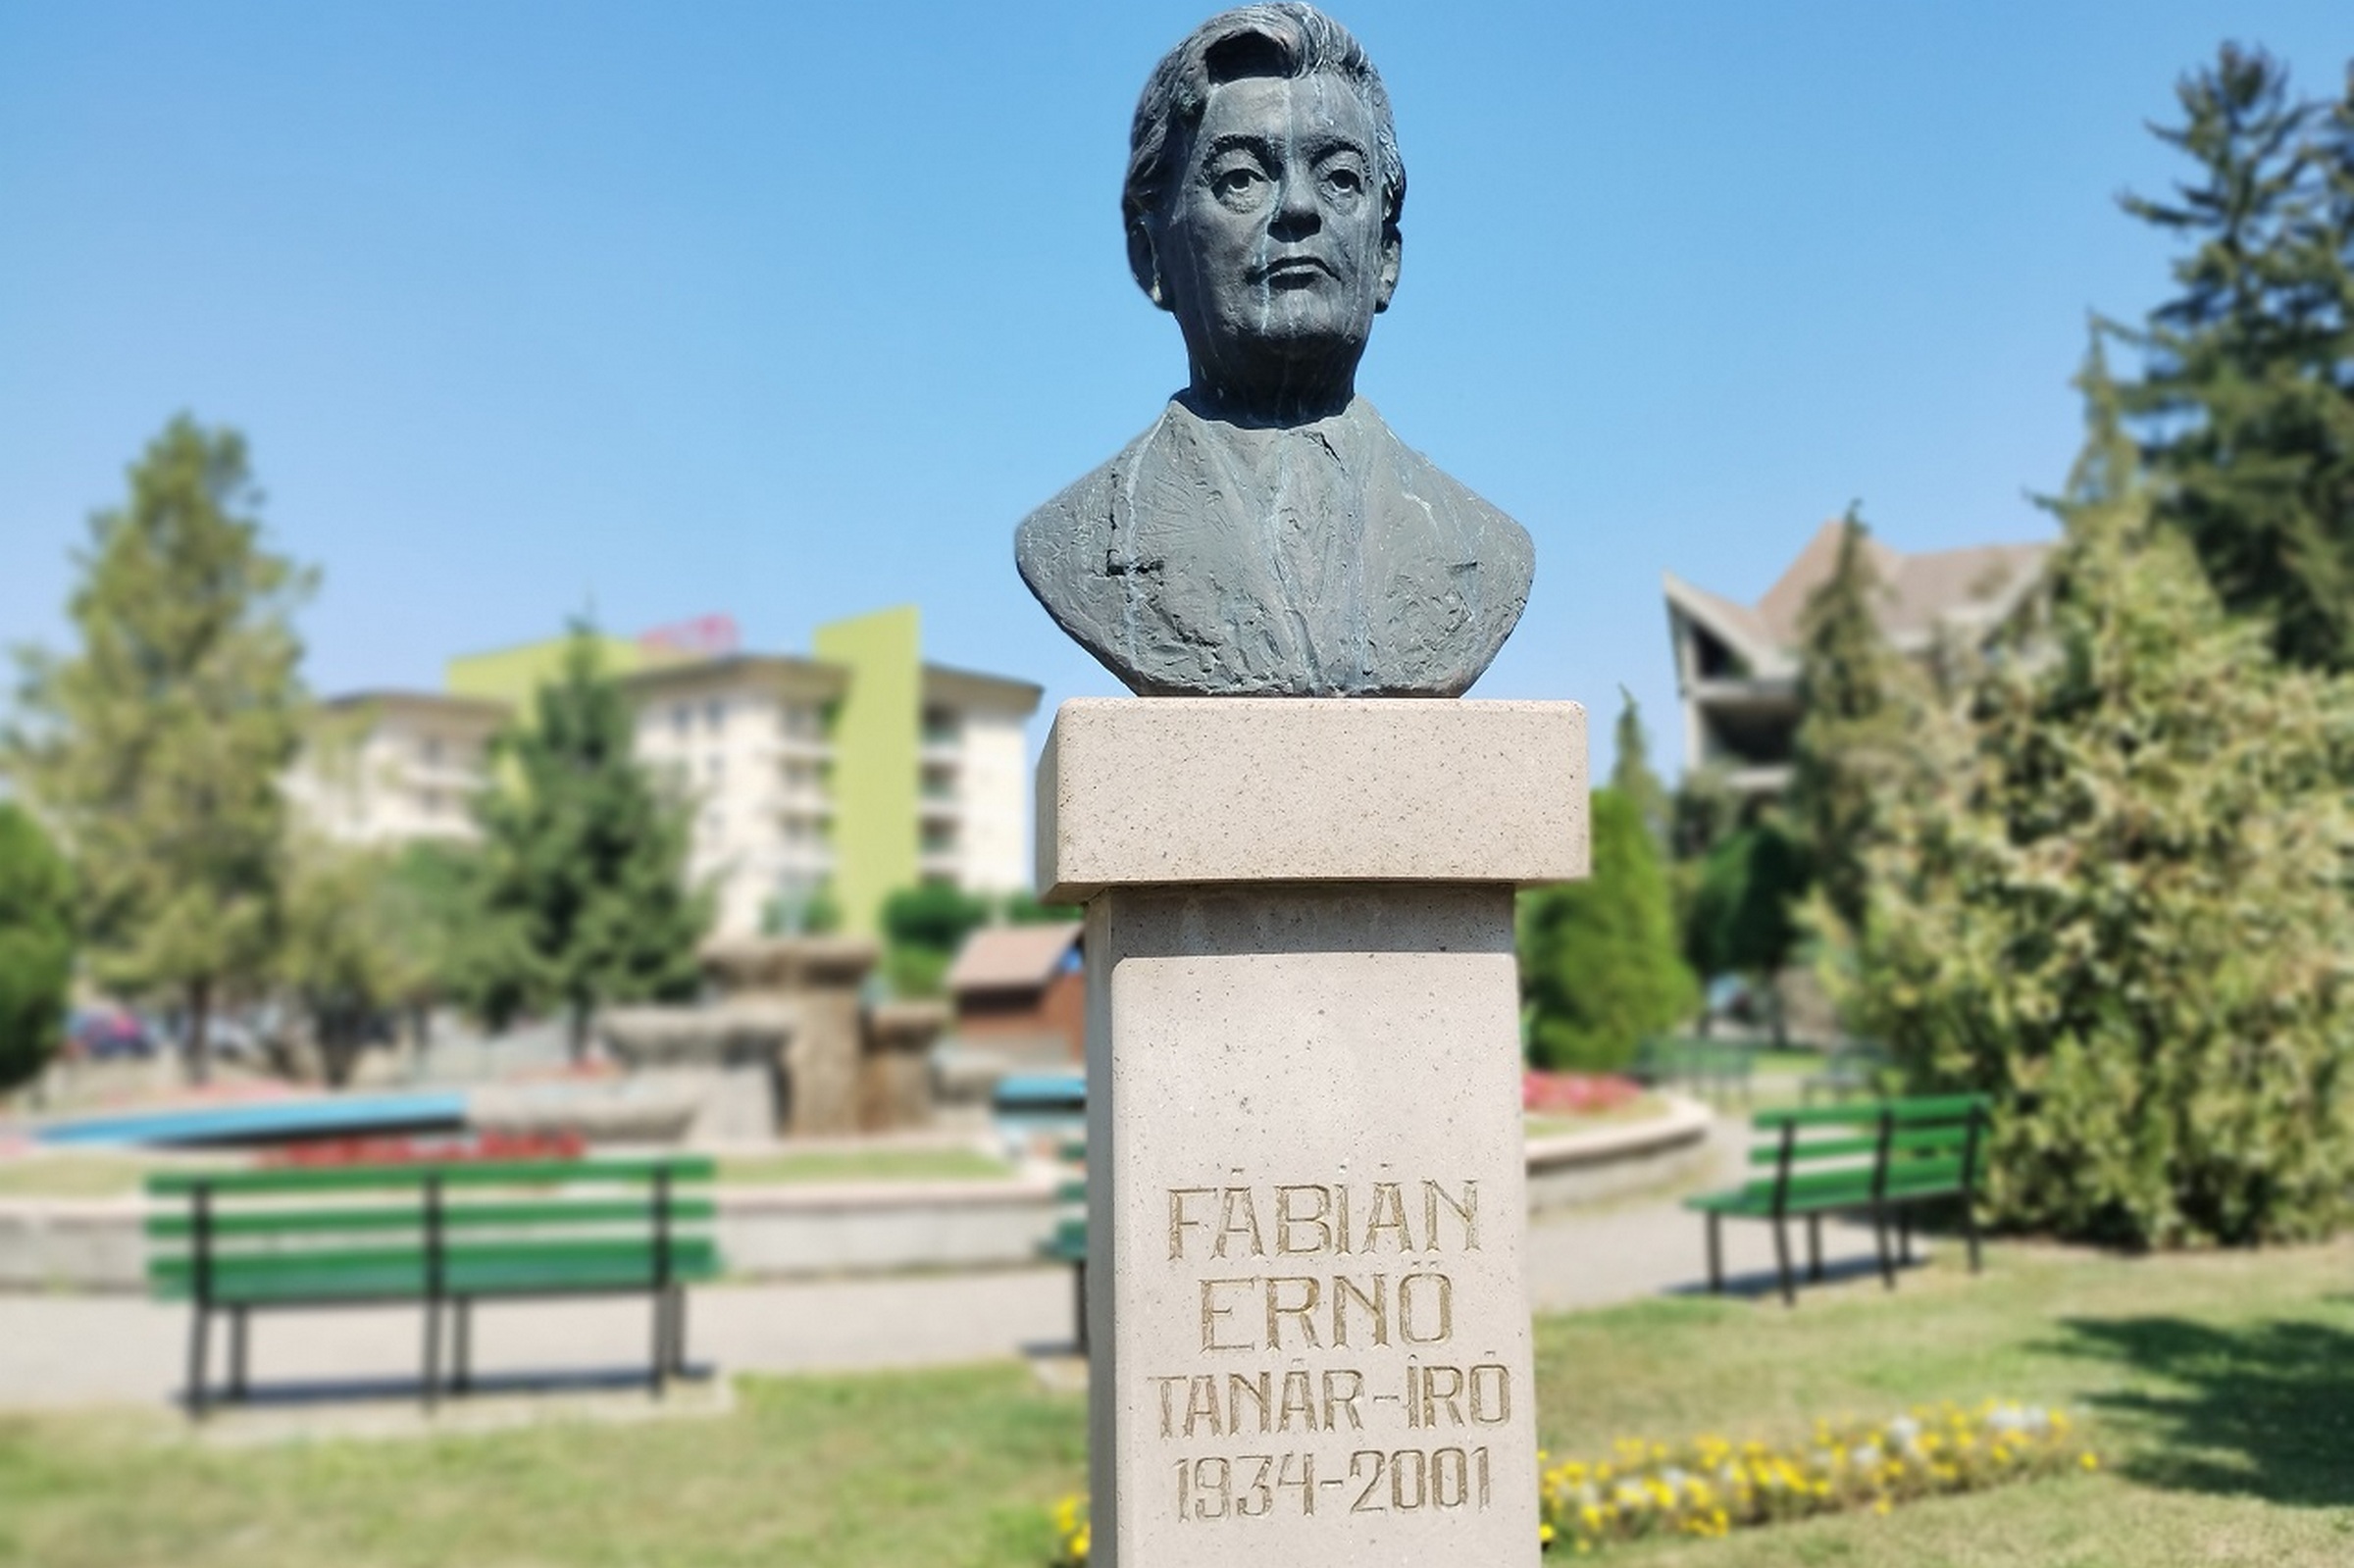 FÁBIÁN
ERNŐ
TANÁR-ÍRÓ
1934-2001